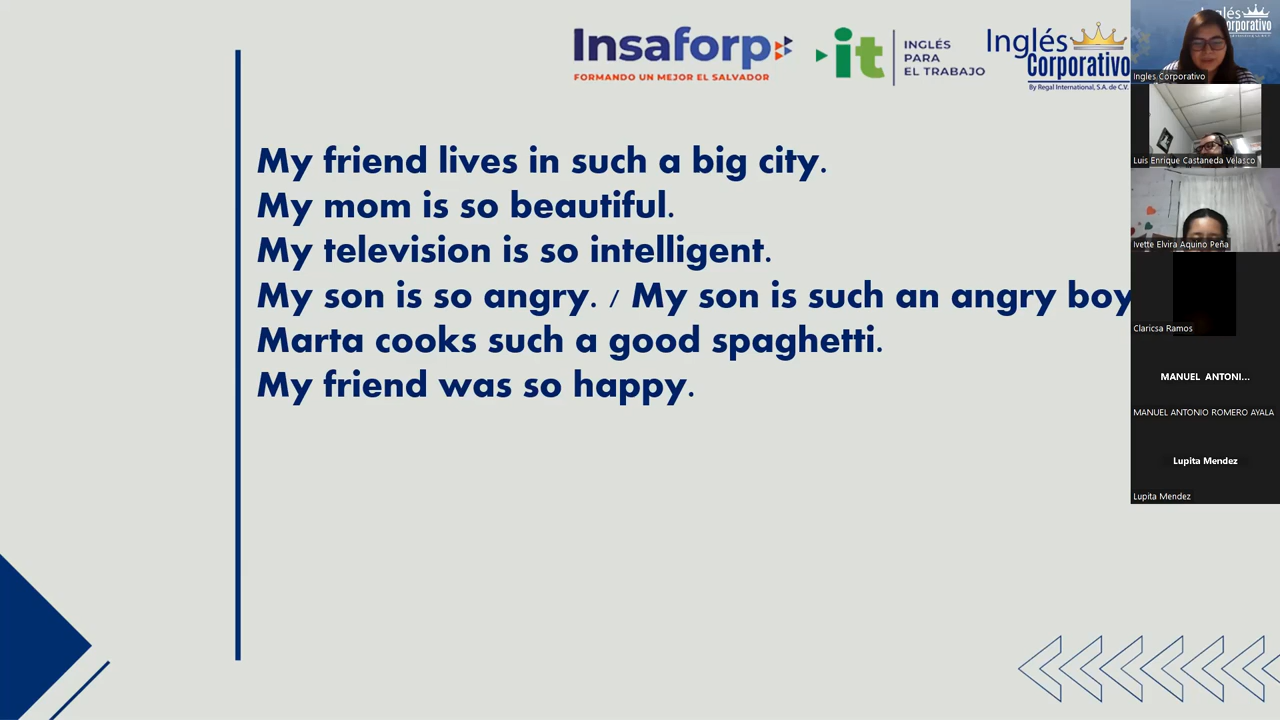 Insaforp
FORMANDO UN MEJOR EL SALVADOR
it
INGLÉS
PARA
EL TRABAJO
Inglés
Corporativo
By Regal International, S.A. de C.V.
My friend lives in such a big city.
My mom is so beautiful.
My television is so intelligent.
My son is so angry. / My son is such an angry boy
Marta cooks such a good spaghetti.
My friend was so happy.
Ingles Corporativo
Luis Enrique Castaneda Velasco
Ivette Elvira Aquino Peña
Claricsa Ramos
MANUEL ANTONI...
MANUEL ANTONIO ROMERO AYALA
Lupita Mendez
Lupita Mendez